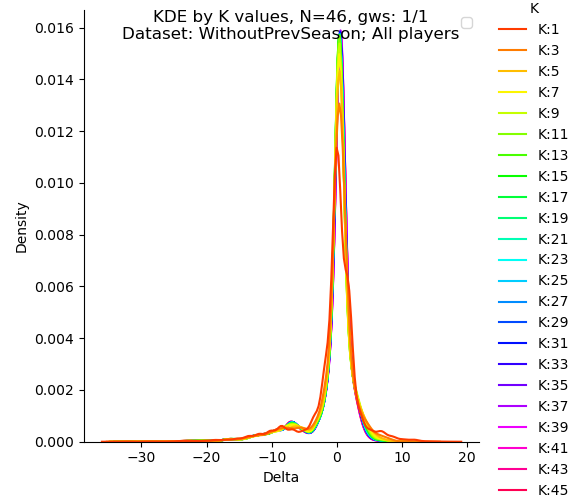 KDE by K values, N=46, gws: 1/1
Dataset: WithoutPrevSeason; All players
K
K:1
K:3
K:5
K:7
K:9
K:11
K:13
K:15
K:17
K:19
K:21
K:23
K:25
K:27
K:29
K:31
K:33
K:35
K:37
K:39
K:41
K:43
K:45
Density
0.016
0.014
0.012
0.010
0.008
0.006
0.004
0.002
0.000
−30
−20
−10
0
10
20
Delta